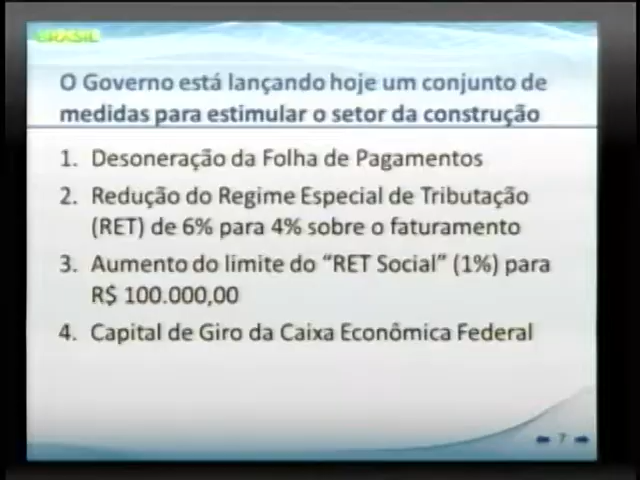 BRASIL
O Governo está lançando hoje um conjunto de
medidas para estimular o setor da construção
1. Desoneração da Folha de Pagamentos
2. Redução do Regime Especial de Tributação
(RET) de 6% para 4% sobre o faturamento
3. Aumento do limite do “RET Social” (1%) para
R$ 100.000,00
4. Capital de Giro da Caixa Econômica Federal
7